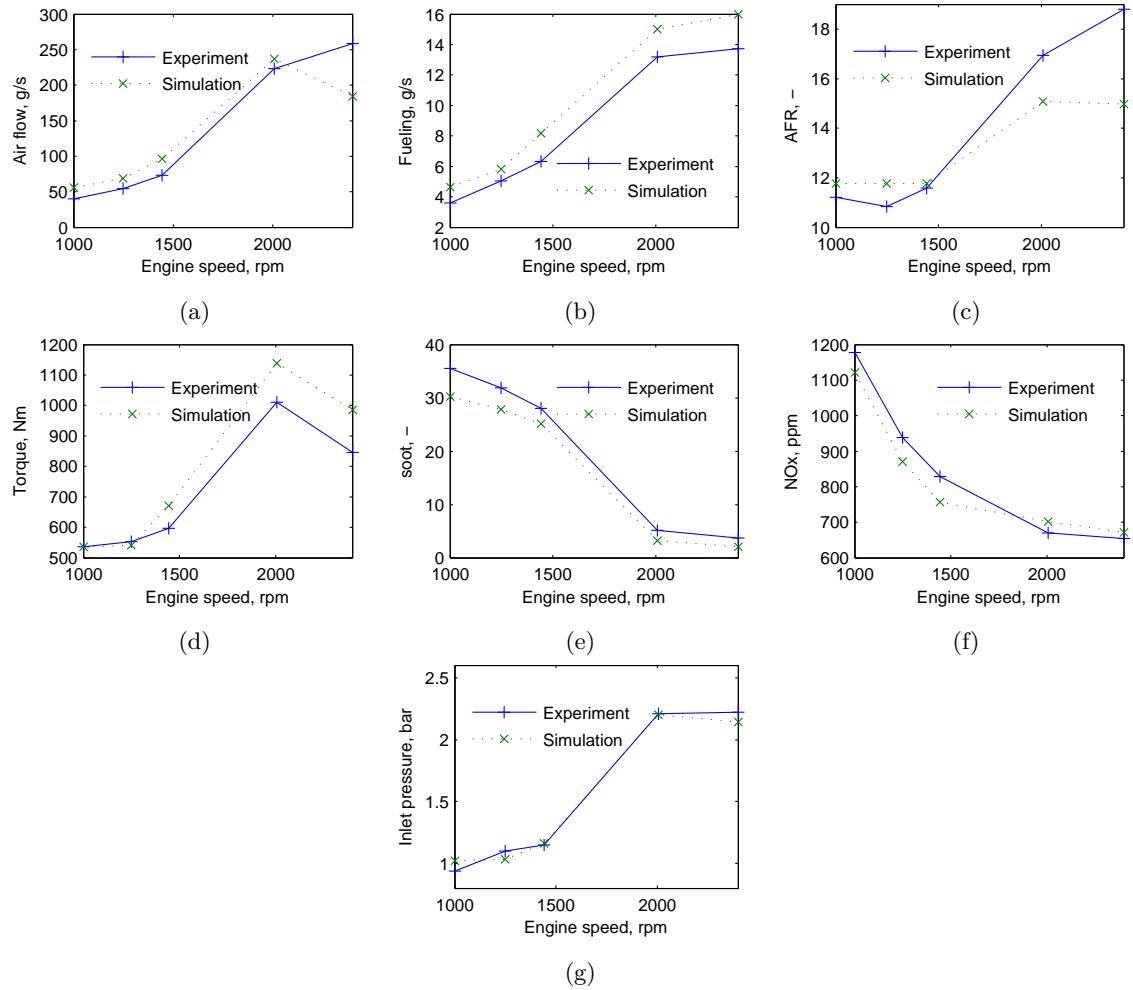 300
250
200
150
100
50
0
Air flow, g/s
Experiment
Simulation
1000 1500 2000
Engine speed, rpm
(a)
16
14
12
10
8
6
4
2
Fueling, g/s
Experiment
Simulation
1000 1500 2000
Engine speed, rpm
(b)
18
16
14
12
10
AFR, –
Experiment
Simulation
1000 1500 2000
Engine speed, rpm
(c)
1200
1100
1000
900
800
700
600
500
Torque, Nm
Experiment
Simulation
1000 1500 2000
Engine speed, rpm
(d)
40
30
20
10
0
soot, –
Experiment
Simulation
1000 1500 2000
Engine speed, rpm
(e)
1200
1100
1000
900
800
700
600
NOx, ppm
Experiment
Simulation
1000 1500 2000
Engine speed, rpm
(f)
2.5
2
1.5
1
Inlet pressure, bar
Experiment
Simulation
1000 1500 2000
Engine speed, rpm
(g)